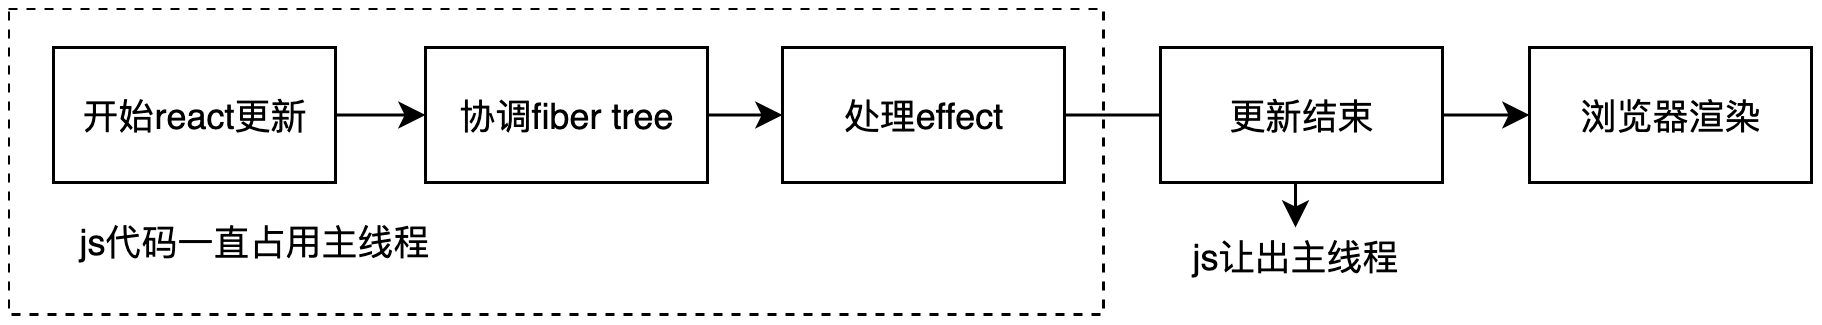 开始react更新
协调fiber tree
处理effect
更新结束
浏览器渲染
js代码一直占用主线程
js让出主线程